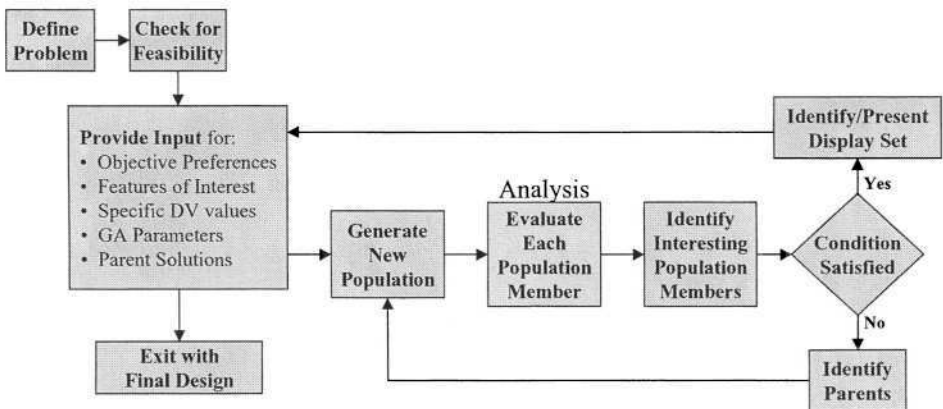 Define
Problem
Check for
Feasibility
Provide Input for:
• Objective Preferences
• Features of Interest
• Specific DV values
• GA Parameters
• Parent Solutions
Exit with
Final Design
Generate
New
Population
Analysis
Evaluate
Each
Population
Member
Identify
Interesting
Population
Members
Condition
Satisfied
Yes
Identify/Present
Display Set
No
Identify
Parents